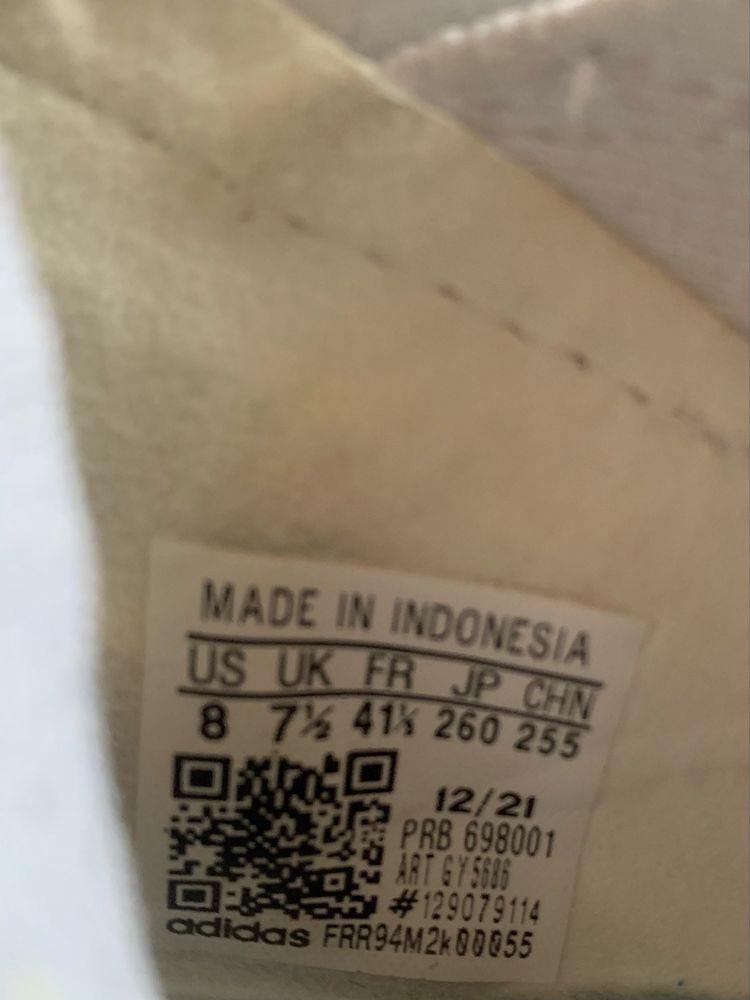 MADE IN INDONESIA
US UK FR JP CHN
8 7½ 41⅓ 260 255
12/21
PRB 698001
ART GY5686
#129079114
adidas FRR94M2k00055